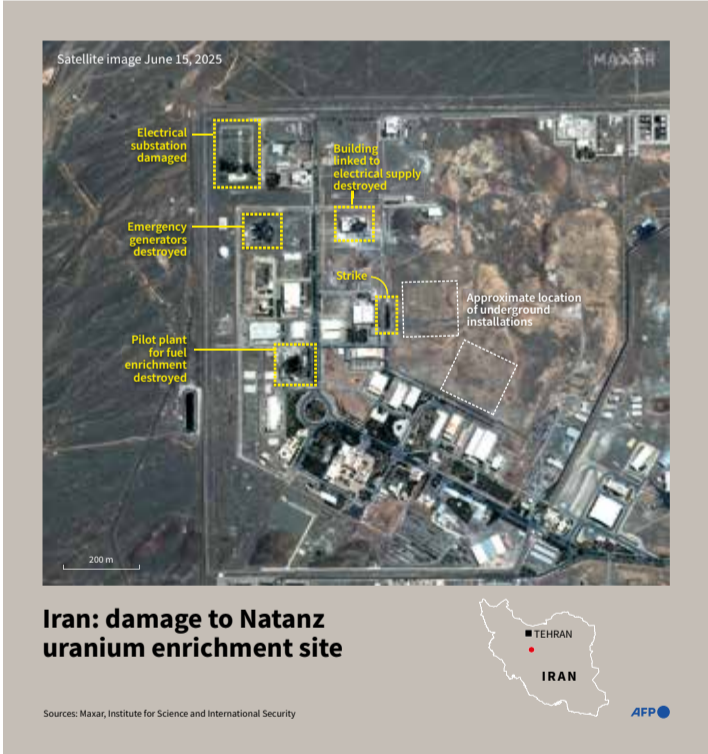 Satellite image June 15, 2025
MAXAR
Electrical
substation
damaged
Building
linked to
electrical supply
destroyed
Emergency
generators
destroyed
Strike
Approximate location
of underground
installations
Pilot plant
for fuel
enrichment
destroyed
200 m
Iran: damage to Natanz
uranium enrichment site
TEHRAN
IRAN
Sources: Maxar, Institute for Science and International Security
AFP